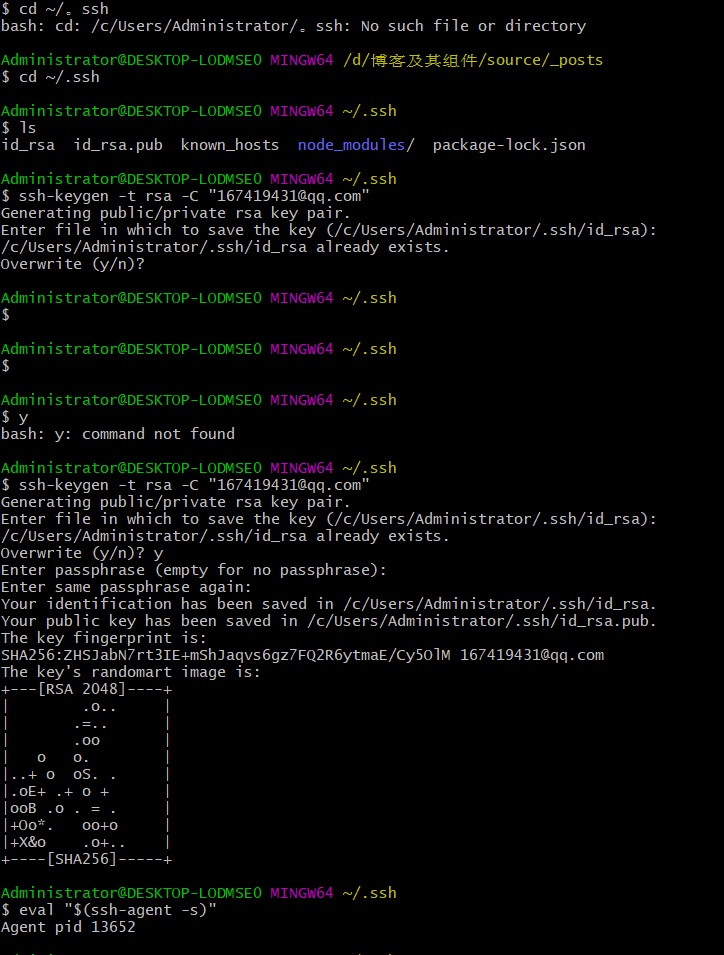 $ cd ~/。ssh
bash: cd: /c/Users/Administrator/。ssh: No such file or directory
Administrator@DESKTOP-LODMSE0 MINGW64 /d/博客及其组件/source/_posts
$ cd ~/.ssh
Administrator@DESKTOP-LODMSE0 MINGW64 ~/.ssh
$ ls
id_rsa  id_rsa.pub  known_hosts  node_modules/  package-lock.json
Administrator@DESKTOP-LODMSE0 MINGW64 ~/.ssh
$ ssh-keygen -t rsa -C "167419431@qq.com"
Generating public/private rsa key pair.
Enter file in which to save the key (/c/Users/Administrator/.ssh/id_rsa):
/c/Users/Administrator/.ssh/id_rsa already exists.
Overwrite (y/n)?
Administrator@DESKTOP-LODMSE0 MINGW64 ~/.ssh
$
Administrator@DESKTOP-LODMSE0 MINGW64 ~/.ssh
$
Administrator@DESKTOP-LODMSE0 MINGW64 ~/.ssh
$ y
bash: y: command not found
Administrator@DESKTOP-LODMSE0 MINGW64 ~/.ssh
$ ssh-keygen -t rsa -C "167419431@qq.com"
Generating public/private rsa key pair.
Enter file in which to save the key (/c/Users/Administrator/.ssh/id_rsa):
/c/Users/Administrator/.ssh/id_rsa already exists.
Overwrite (y/n)? y
Enter passphrase (empty for no passphrase):
Enter same passphrase again:
Your identification has been saved in /c/Users/Administrator/.ssh/id_rsa.
Your public key has been saved in /c/Users/Administrator/.ssh/id_rsa.pub.
The key fingerprint is:
SHA256:ZHSJabN7rt3IE+mShJaqvs6gz7FQ2R6ytmaE/Cy5OlM 167419431@qq.com
The key's randomart image is:
+---[RSA 2048]----+
|        .o..     |
|       .=..      |
|       .oo       |
|   o   o.        |
|..+ o  oS. .     |
|.oE+ .+ o +      |
|ooB .o . = .     |
|+Oo*.   oo+o     |
|+X&o    .o+..    |
+----[SHA256]-----+
Administrator@DESKTOP-LODMSE0 MINGW64 ~/.ssh
$ eval "$(ssh-agent -s)"
Agent pid 13652